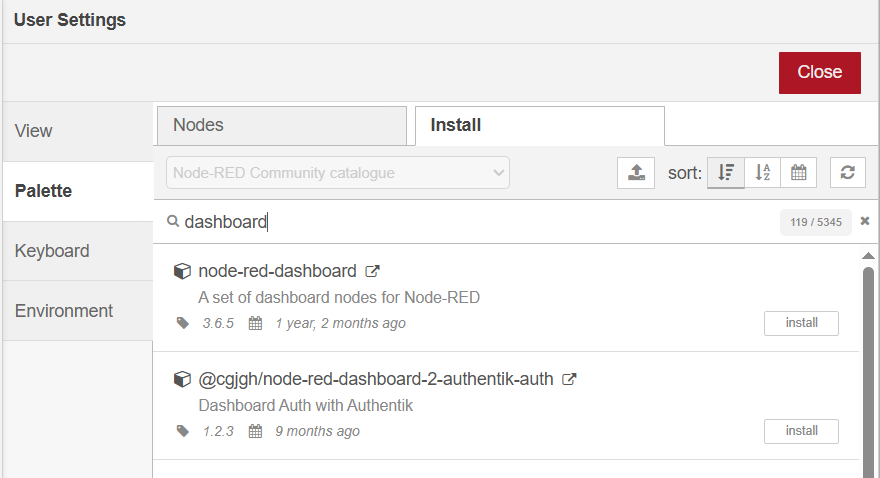 User Settings
Close
View
Palette
Keyboard
Environment
Nodes
Install
Node-RED Community catalogue
sort:
dashboard
119 / 5345
node-red-dashboard
A set of dashboard nodes for Node-RED
3.6.5 1 year, 2 months ago
install
@cgjgh/node-red-dashboard-2-authentik-auth
Dashboard Auth with Authentik
1.2.3 9 months ago
install